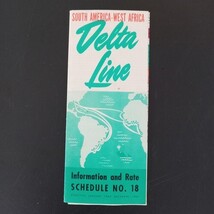 SOUTH AMERICA-WEST AFRICA
Delta
Line
Information and Rate
SCHEDULE NO. 18